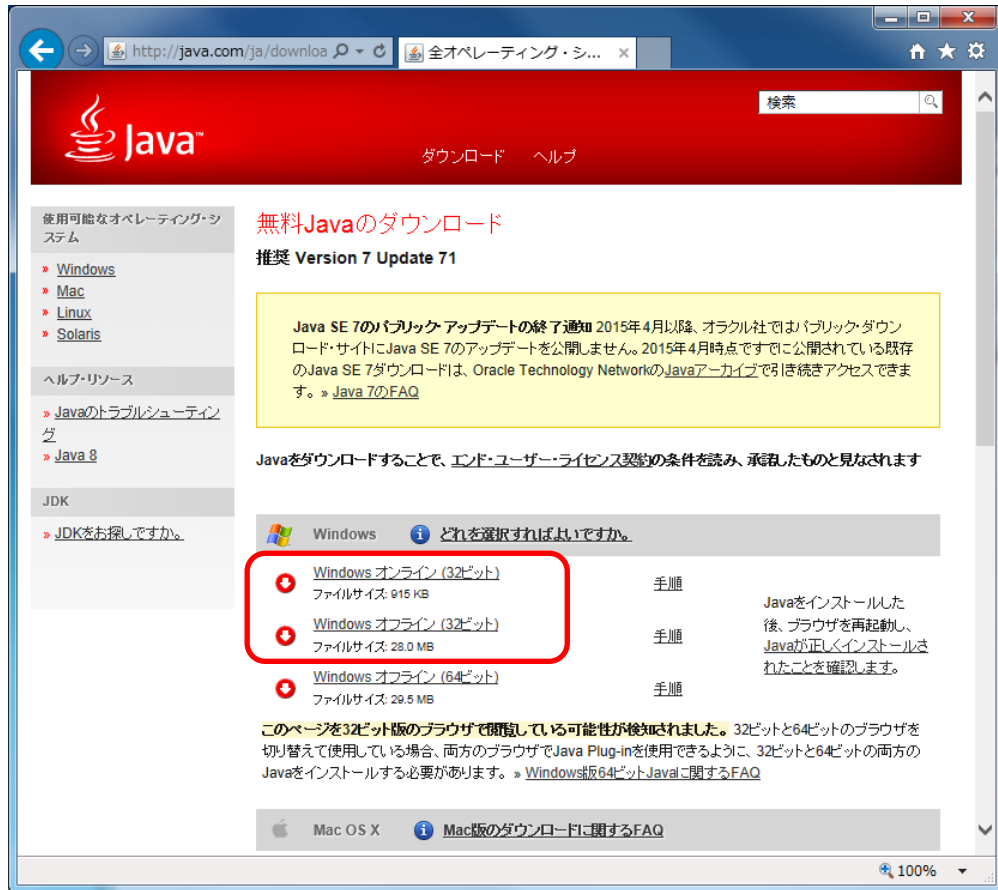 http://java.com/ja/downloa
全オペレーティング・シ...
Java™
検索
ダウンロード ヘルプ
使用可能なオペレーティング・シ
ステム
» Windows
» Mac
» Linux
» Solaris
ヘルプ・リソース
» Javaのトラブルシューティン
グ
» Java 8
JDK
» JDKをお探しですか。
無料Javaのダウンロード
推奨 Version 7 Update 71
Java SE 7のパブリック・アップデートの終了通知 2015年4月以降、オラクル社ではパブリック・ダウン
ロード・サイトにJava SE 7のアップデートを公開しません。2015年4月時点ですでに公開されている既存
のJava SE 7ダウンロードは、Oracle Technology NetworkのJavaアーカイブで引き続きアクセスできま
す。» Java 7のFAQ
Javaをダウンロードすることで、エンド・ユーザー・ライセンス契約の条件を読み、承諾したものと見なされます
Windows どれを選択すればよいですか。
Windows オンライン (32ビット)
ファイルサイズ: 915 KB
手順
Windows オフライン (32ビット)
ファイルサイズ: 28.0 MB
手順
Windows オフライン (64ビット)
ファイルサイズ: 29.5 MB
手順
Javaをインストールした
後、ブラウザを再起動し、
Javaが正しくインストールさ
れたことを確認します。
このページを32ビット版のブラウザで閲覧している可能性が検知されました。32ビットと64ビットのブラウザを
切り替えて使用している場合、両方のブラウザでJava Plug-inを使用できるように、32ビットと64ビットの両方の
Javaをインストールする必要があります。» Windows版64ビットJavaに関するFAQ
Mac OS X Mac版のダウンロードに関するFAQ
100%